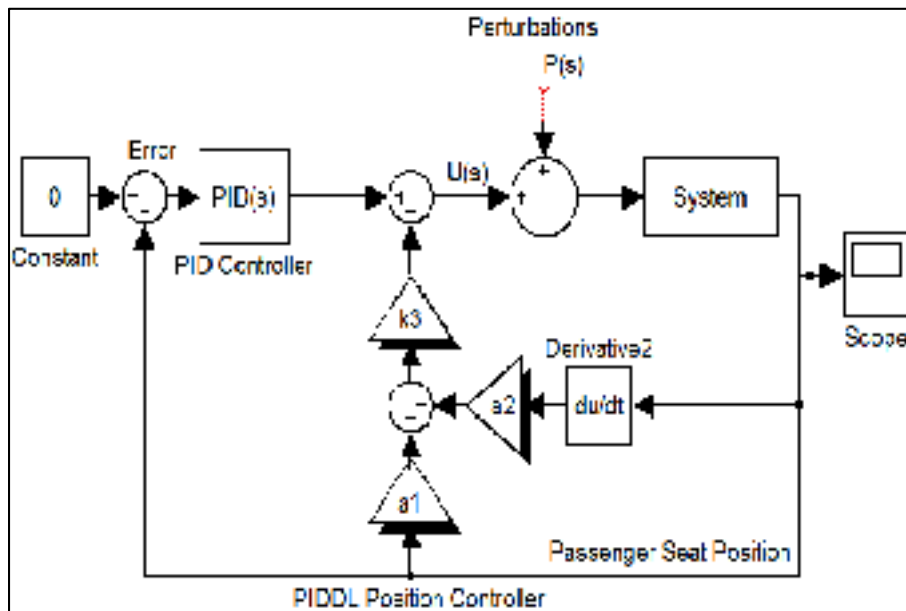 Perturbations
P(s)
Error
U(s)
0
PID(s)
System
Constant
PID Controller
k3
Scope
Derivative2
a2
du/dt
a1
Passenger Seat Position
PIDDL Position Controller